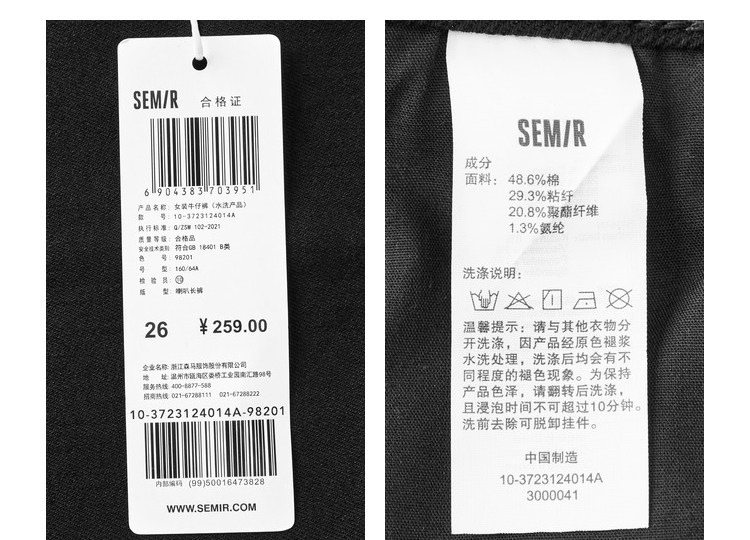 SEMIR 合格证
6 904383 703951
产品名称: 女装牛仔裤 (水洗产品)
款 号: 10-3723124014A
执行标准: Q/ZSW 102-2021
质量等级: 合格品
安全技术类别: 符合GB 18401 B类
色 号: 98201
号 型: 160/64A
检 验 员:
版 型: 喇叭长裤
26 ¥259.00
企业名称: 浙江森马服饰股份有限公司
地 址: 温州市瓯海区娄桥工业园南汇路98号
服务热线: 400-8877-588
招商热线: 021-67288111 021-67288222
10-3723124014A-98201
内部编码 (99)50016473828
WWW.SEMIR.COM
SEMIR
成分
面料: 48.6%棉
29.3%粘纤
20.8%聚酯纤维
1.3%氨纶
洗涤说明:
温馨提示: 请与其他衣物分
开洗涤, 因产品经原色褪浆
水洗处理, 洗涤后均会有不
同程度的褪色现象。为保持
产品色泽, 请翻转后洗涤,
且浸泡时间不可超过10分钟。
洗前去除可脱卸挂件。
中国制造
10-3723124014A
3000041